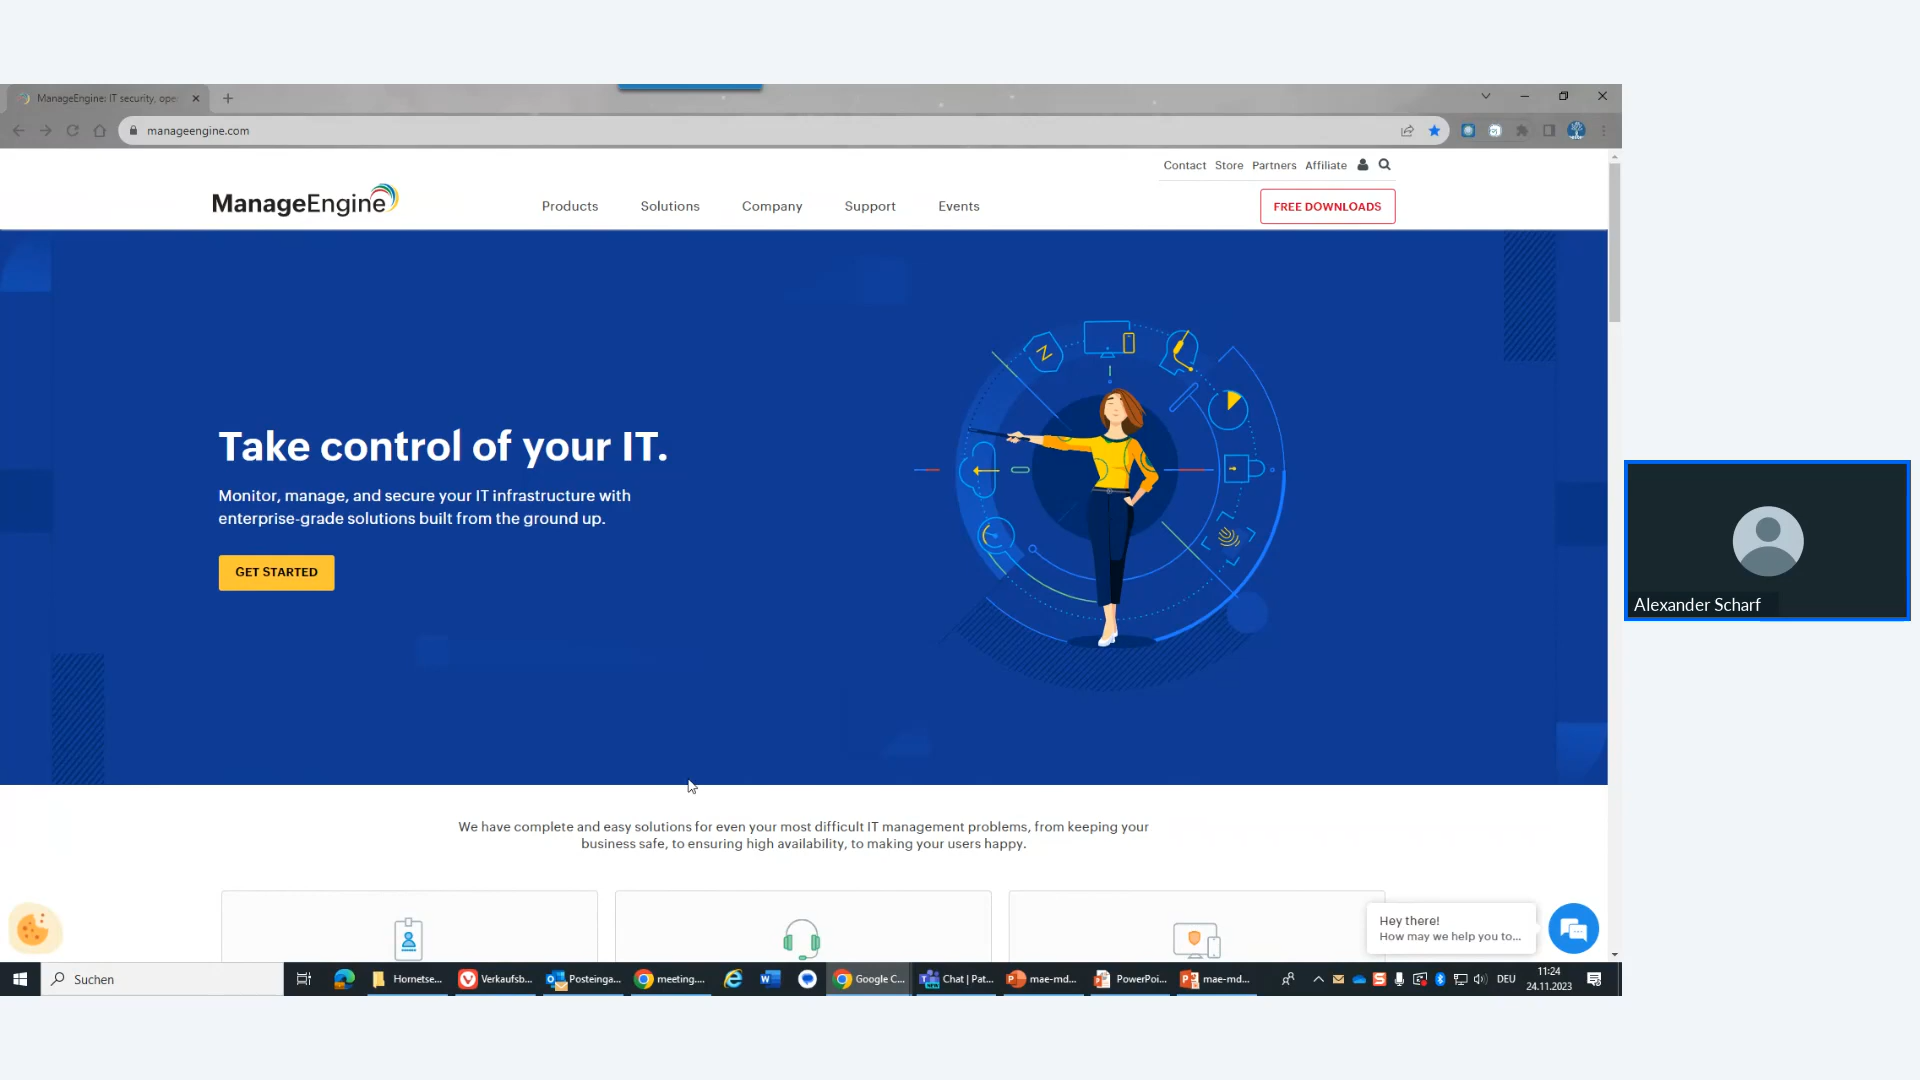 ManageEngine: IT security, ope
manageengine.com
Contact Store Partners Affiliate
ManageEngine
Products Solutions Company Support Events
FREE DOWNLOADS
Take control of your IT.
Monitor, manage, and secure your IT infrastructure with
enterprise-grade solutions built from the ground up.
GET STARTED
Alexander Scharf
We have complete and easy solutions for even your most difficult IT management problems, from keeping your
business safe, to ensuring high availability, to making your users happy.
Hey there!
How may we help you to...
Suchen
Hornetse...
Verkaufsb...
Posteinga...
meeting....
Google C...
Chat | Pat...
mae-md...
PowerPoi...
mae-md...
DEU
11:24
24.11.2023